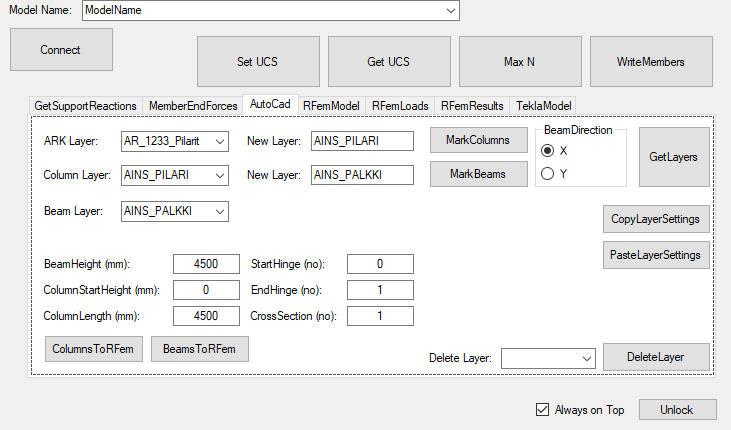 Model Name: ModelName
Connect
Set UCS Get UCS Max N WriteMembers
GetSupportReactions MemberEndForces AutoCad RFemModel RFemLoads RFemResults TeklaModel
ARK Layer: AR_1233_Pilarit New Layer: AINS_PILARI MarkColumns BeamDirection X GetLayers
Column Layer: AINS_PILARI New Layer: AINS_PALKKI MarkBeams Y
Beam Layer: AINS_PALKKI CopyLayerSettings
PasteLayerSettings
BeamHeight (mm): 4500 StartHinge (no): 0
ColumnStartHeight (mm): 0 EndHinge (no): 1
ColumnLength (mm): 4500 CrossSection (no): 1
ColumnsToRFem BeamsToRFem
Delete Layer: DeleteLayer
Always on Top Unlock